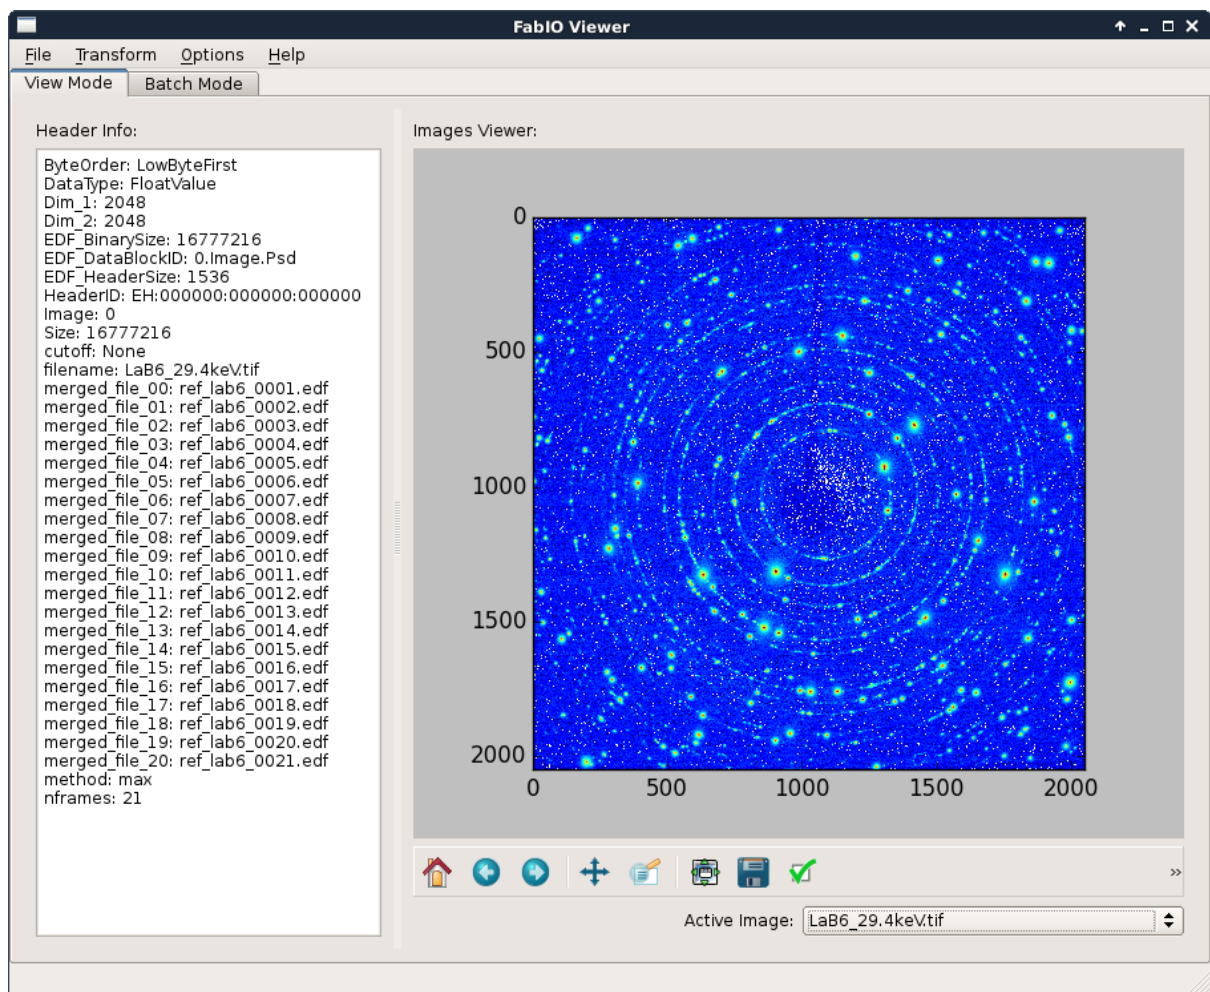 FabIO Viewer
File Transform Options Help
View Mode Batch Mode
Header Info:
ByteOrder: LowByteFirst
DataType: FloatValue
Dim_1: 2048
Dim_2: 2048
EDF_BinarySize: 16777216
EDF_DataBlockID: 0.Image.Psd
EDF_HeaderSize: 1536
HeaderID: EH:000000:000000:000000
Image: 0
Size: 16777216
cutoff: None
filename: LaB6_29.4keV.tif
merged_file_00: ref_lab6_0001.edf
merged_file_01: ref_lab6_0002.edf
merged_file_02: ref_lab6_0003.edf
merged_file_03: ref_lab6_0004.edf
merged_file_04: ref_lab6_0005.edf
merged_file_05: ref_lab6_0006.edf
merged_file_06: ref_lab6_0007.edf
merged_file_07: ref_lab6_0008.edf
merged_file_08: ref_lab6_0009.edf
merged_file_09: ref_lab6_0010.edf
merged_file_10: ref_lab6_0011.edf
merged_file_11: ref_lab6_0012.edf
merged_file_12: ref_lab6_0013.edf
merged_file_13: ref_lab6_0014.edf
merged_file_14: ref_lab6_0015.edf
merged_file_15: ref_lab6_0016.edf
merged_file_16: ref_lab6_0017.edf
merged_file_17: ref_lab6_0018.edf
merged_file_18: ref_lab6_0019.edf
merged_file_19: ref_lab6_0020.edf
merged_file_20: ref_lab6_0021.edf
method: max
nframes: 21
Images Viewer:
0
500
1000
1500
2000
0 500 1000 1500 2000
»
Active Image: LaB6_29.4keV.tif